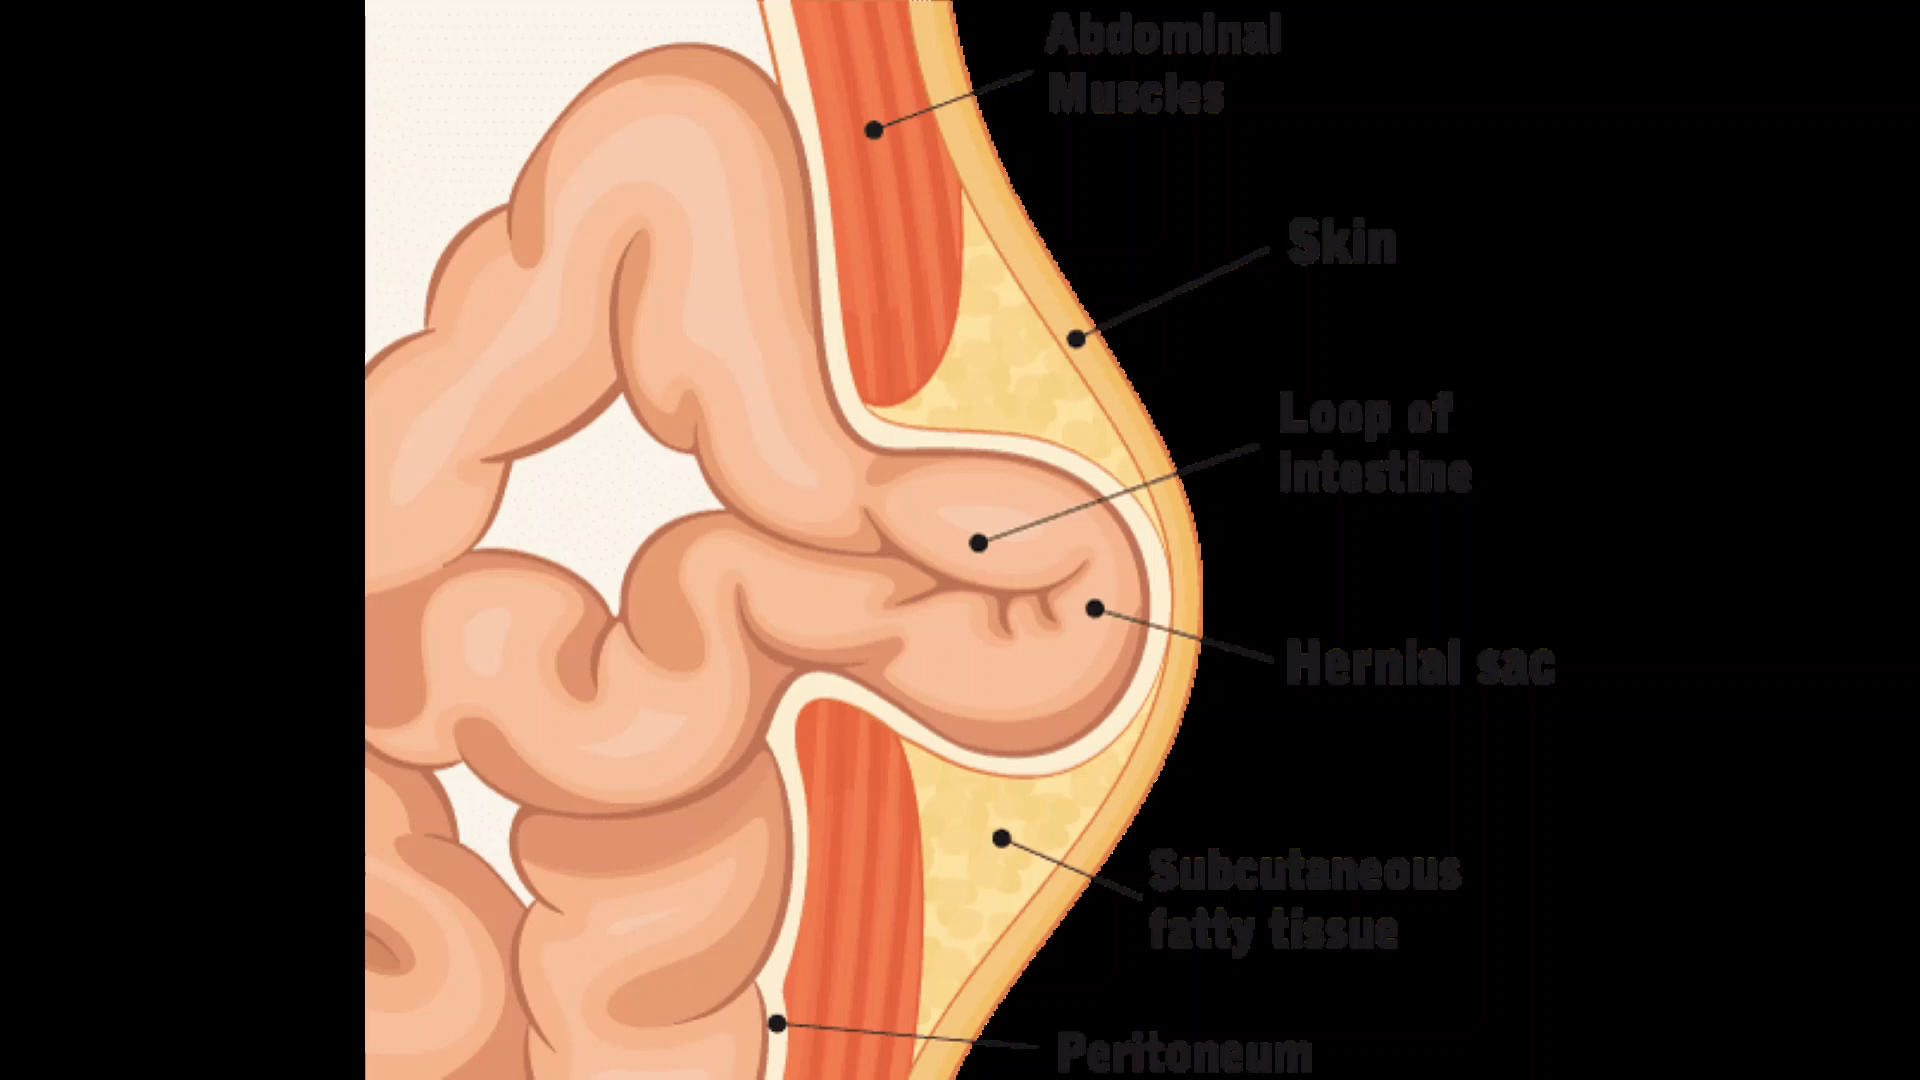 Abdominal
Muscles
Skin
Loop of
intestine
Hernial sac
Subcutaneous
fatty tissue
Peritoneum